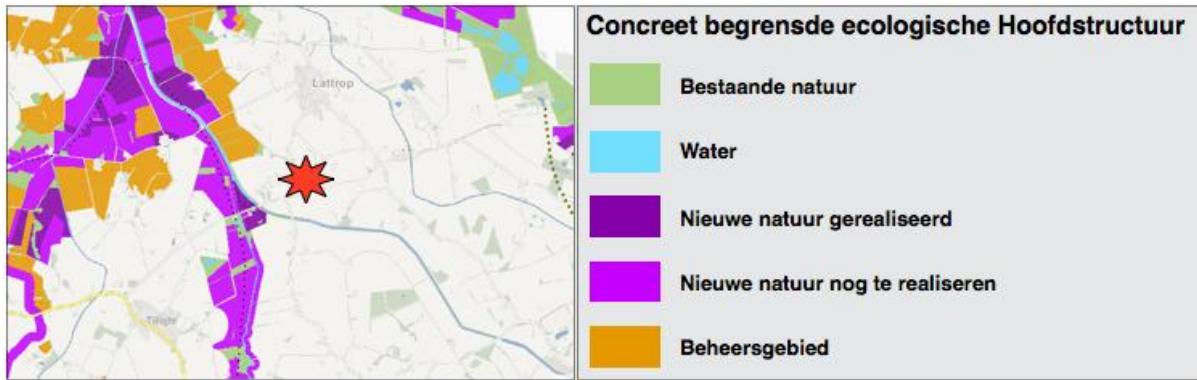 Concreet begrensde ecologische Hoofdstructuur
Lattrop
Bestaande natuur
Water
Nieuwe natuur gerealiseerd
Nieuwe natuur nog te realiseren
Tilligte
Beheersgebied